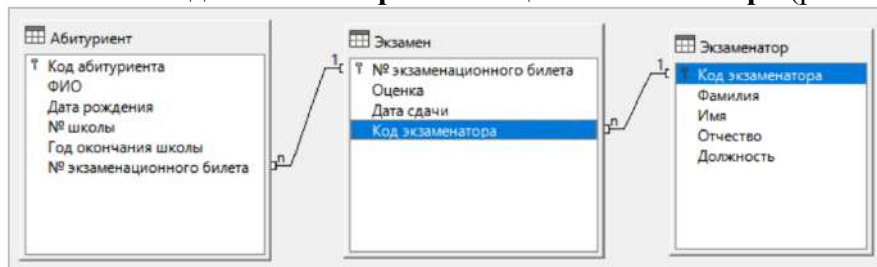 Абитуриент
Код абитуриента
ФИО
Дата рождения
№ школы
Год окончания школы
№ экзаменационного билета
n
1
Экзамен
№ экзаменационного билета
Оценка
Дата сдачи
Код экзаменатора
n
1
Экзаменатор
Код экзаменатора
Фамилия
Имя
Отчество
Должность